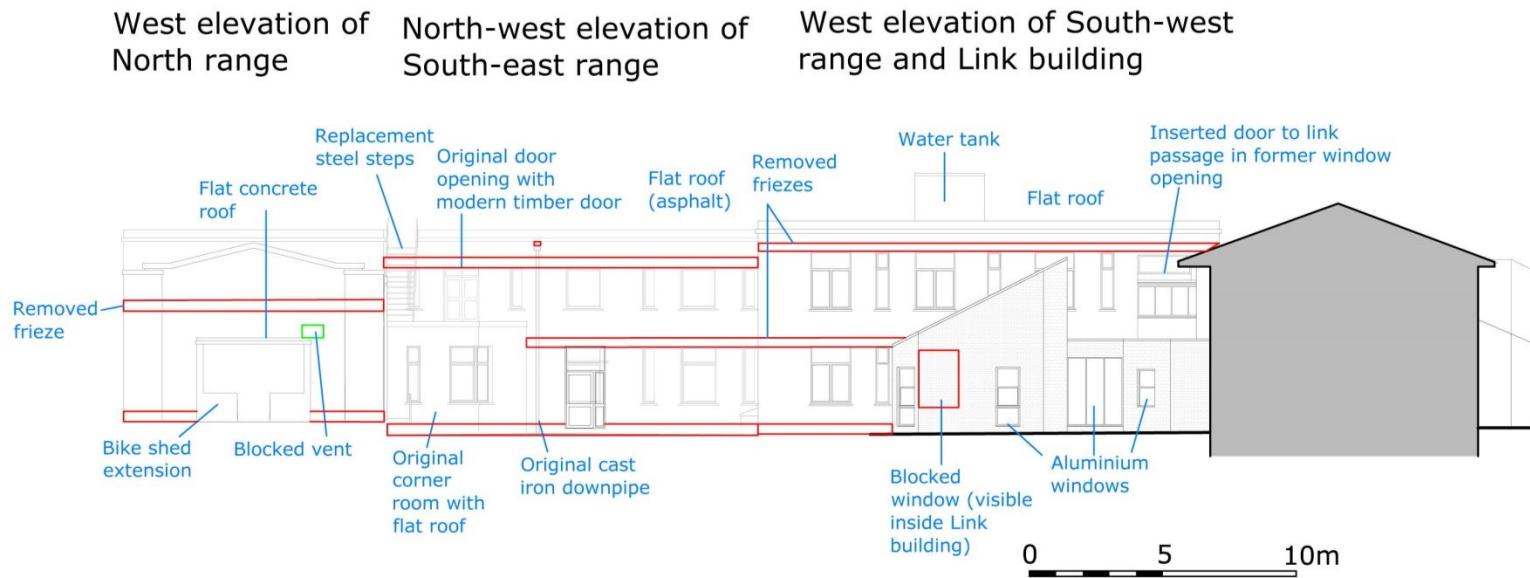 West elevation of
North range
North-west elevation of
South-east range
West elevation of South-west
range and Link building
Replacement
steel steps
Original door
opening with
modern timber door
Flat concrete
roof
Flat roof
(asphalt)
Removed
friezes
Water tank
Flat roof
Inserted door to link
passage in former window
opening
Removed
frieze
Bike shed
extension
Blocked vent
Original
corner
room with
flat roof
Original cast
iron downpipe
Blocked
window (visible
inside Link
building)
Aluminium
windows
0 5 10m